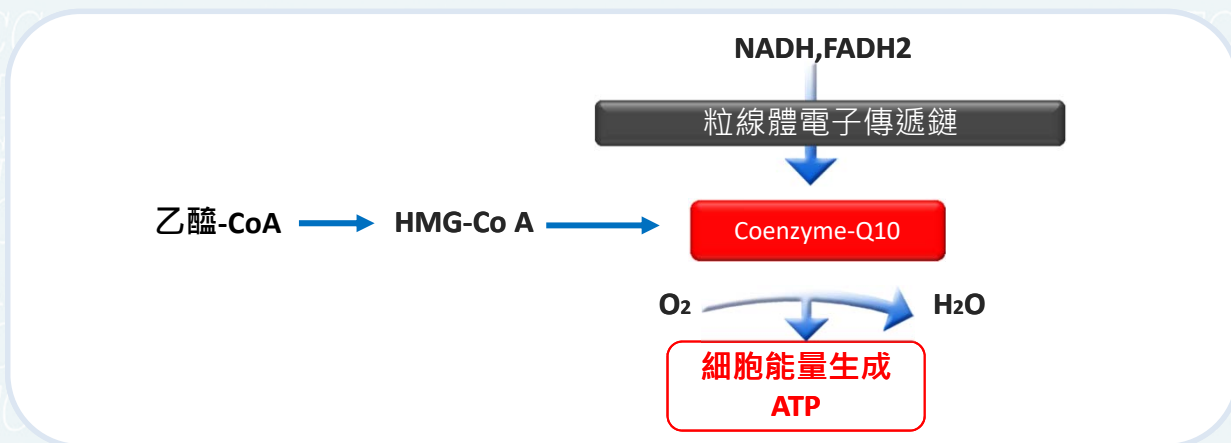 NADH,FADH2
粒線體電子傳遞鏈
乙醯-CoA
HMG-Co A
Coenzyme-Q10
O₂
H₂O
細胞能量生成
ATP